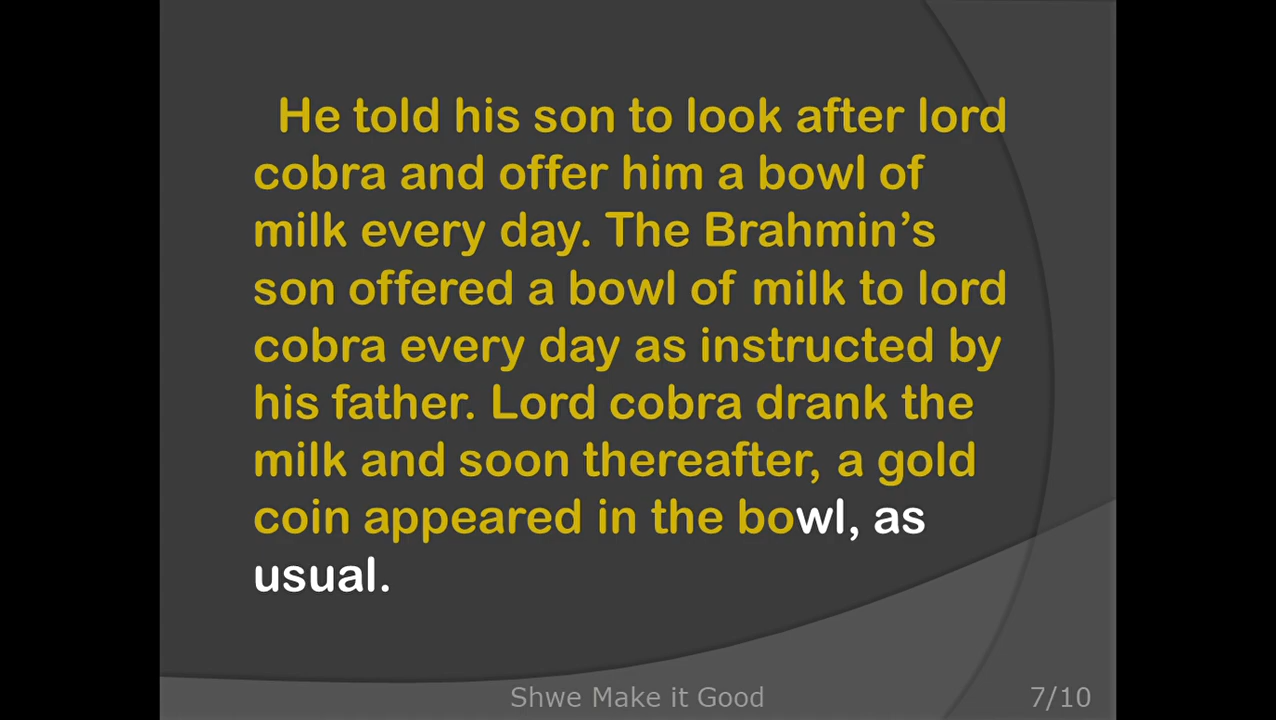 He told his son to look after lord
cobra and offer him a bowl of
milk every day. The Brahmin’s
son offered a bowl of milk to lord
cobra every day as instructed by
his father. Lord cobra drank the
milk and soon thereafter, a gold
coin appeared in the bowl, as
usual.
Shwe Make it Good
7/10